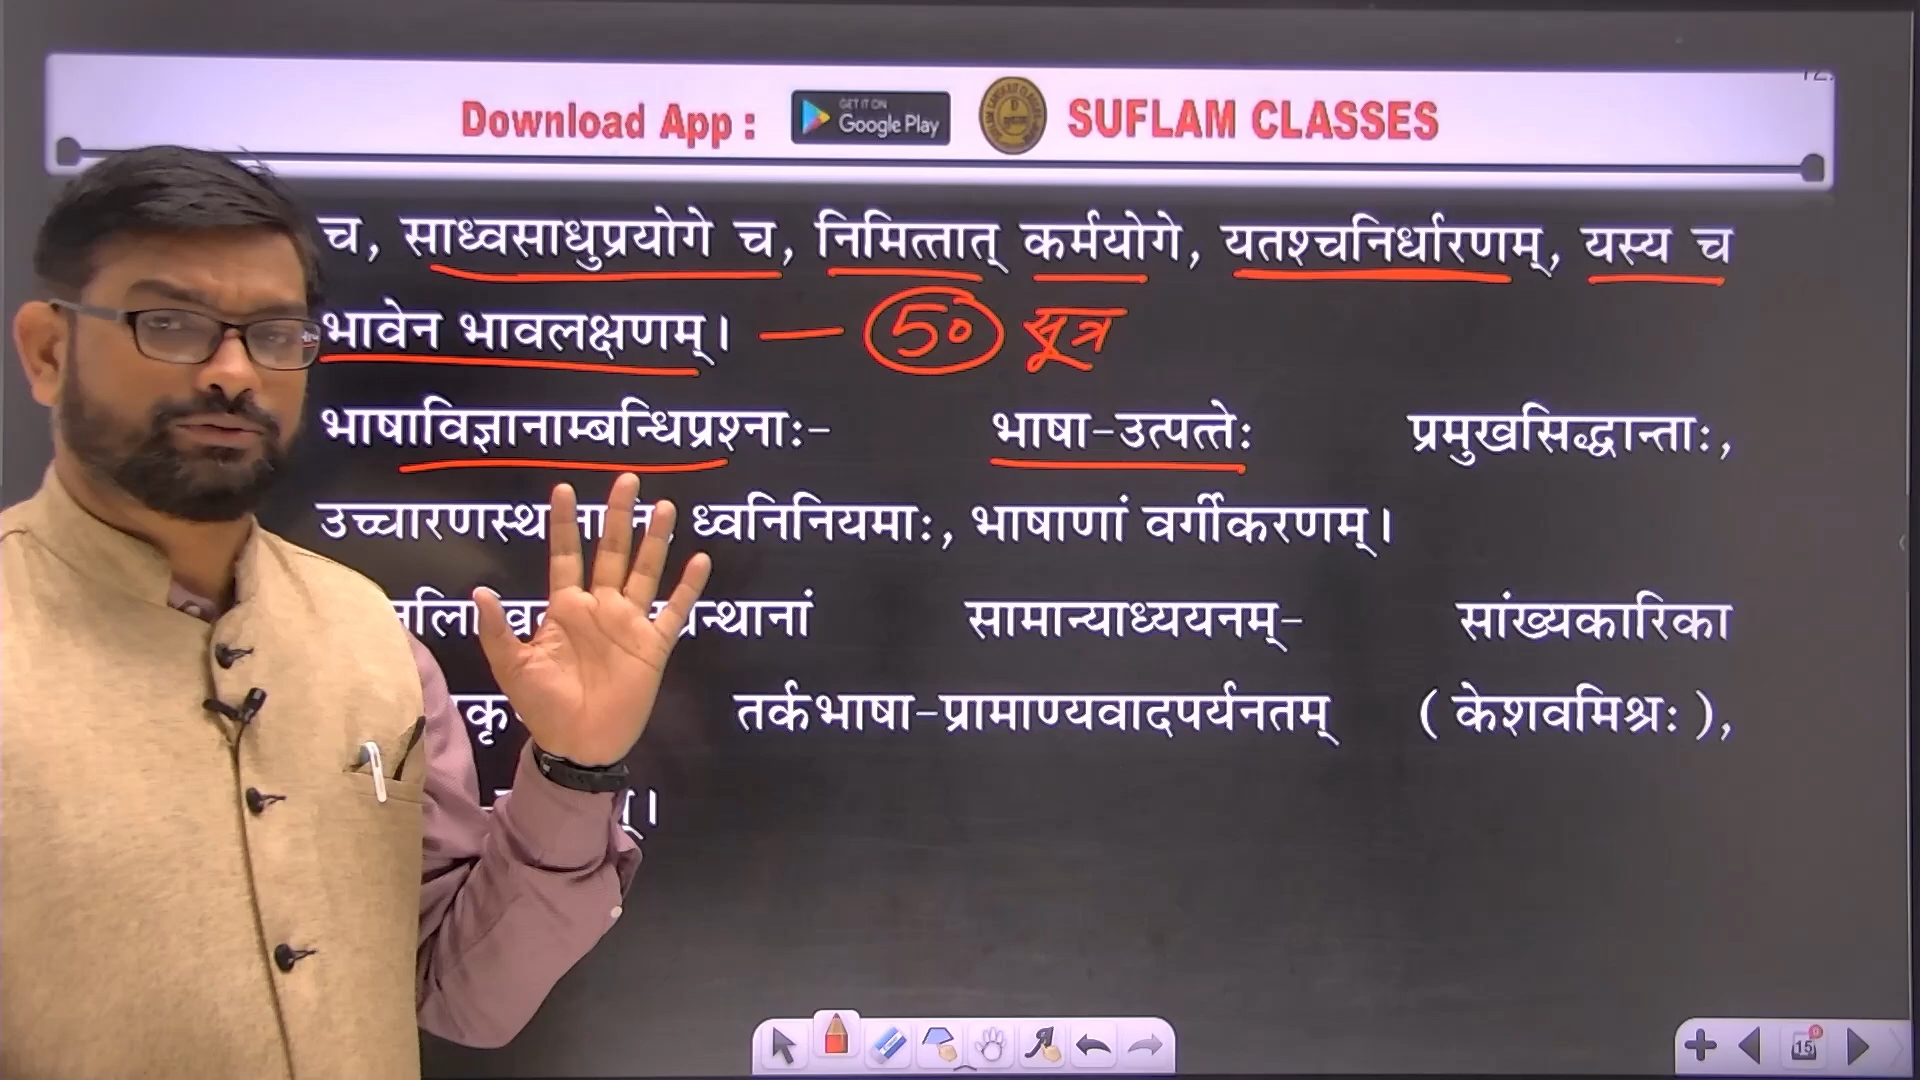 Download App : GET IT ON Google Play SUFLAM CLASSES
च, साध्वसाधुप्रयोगे च, निमित्तात् कर्मयोगे, यतश्चनिर्धारणम्, यस्य च
भावेन भावलक्षणम्। — 50 सूत्र
भाषाविज्ञानाम्बन्धिप्रश्नाः- भाषा-उत्पत्तेः प्रमुखसिद्धान्ताः,
ध्वनिनियमाः, भाषाणां वर्गीकरणम्।
सामान्याध्ययनम्- सांख्यकारिका
तर्कभाषा-प्रामाण्यवादपर्यनतम् ( केशवमिश्रः ),
15